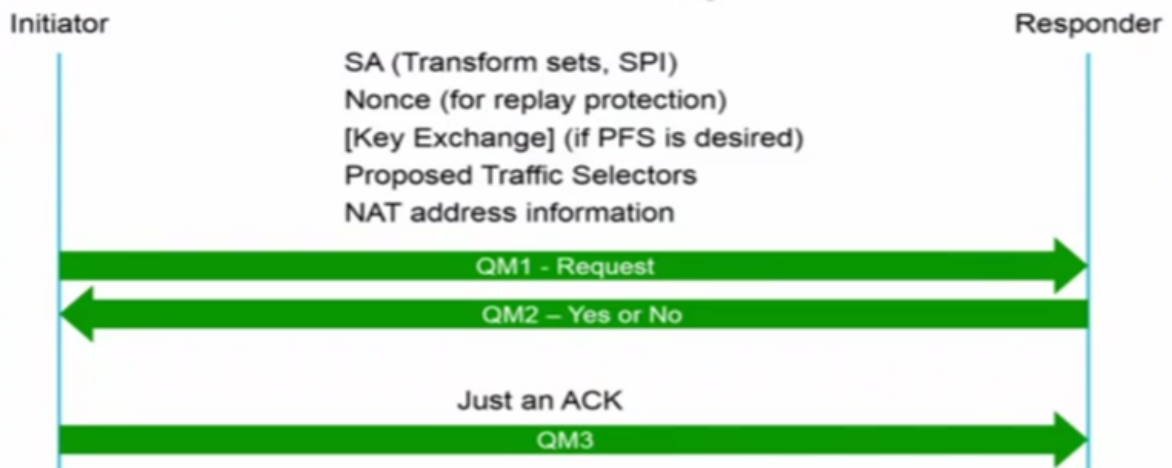 Initiator
Responder
SA (Transform sets, SPI)
Nonce (for replay protection)
[Key Exchange] (if PFS is desired)
Proposed Traffic Selectors
NAT address information
QM1 - Request
QM2 – Yes or No
Just an ACK
QM3